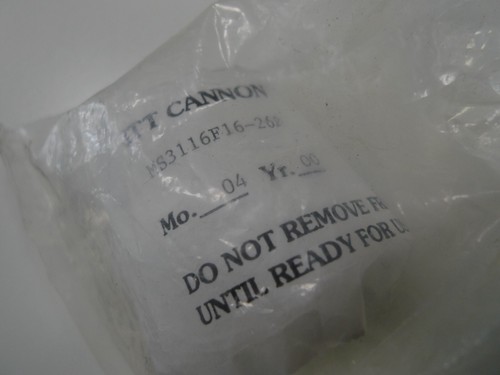 ITT CANNON
MS3116F16-26
Mo. 04 Yr. 00
DO NOT REMOVE
UNTIL READY FOR